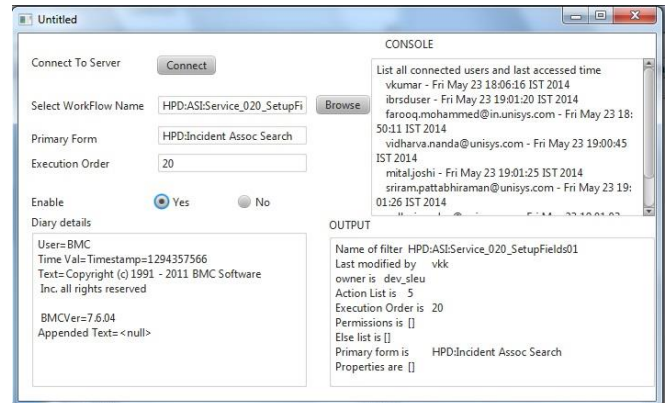 Untitled
CONSOLE
Connect To Server
Connect
List all connected users and last accessed time
vkumar - Fri May 23 18:06:16 IST 2014
ibrsduser - Fri May 23 19:01:20 IST 2014
farooq.mohammed@in.unisys.com - Fri May 23 18:
50:11 IST 2014
vidharva.nanda@unisys.com - Fri May 23 19:00:45
IST 2014
mital.joshi - Fri May 23 19:01:25 IST 2014
sriram.pattabhiraman@unisys.com - Fri May 23 19:
01:26 IST 2014
Select WorkFlow Name
HPD:ASI:Service_020_SetupFi
Browse
Primary Form
HPD:Incident Assoc Search
Execution Order
20
Enable
Yes
No
Diary details
User=BMC
Time Val=Timestamp=1294357566
Text=Copyright (c) 1991 - 2011 BMC Software
Inc. all rights reserved
BMCVer=7.6.04
Appended Text=<null>
OUTPUT
Name of filter HPD:ASI:Service_020_SetupFields01
Last modified by vkk
owner is dev_sleu
Action List is 5
Execution Order is 20
Permissions is []
Else list is []
Primary form is HPD:Incident Assoc Search
Properties are []